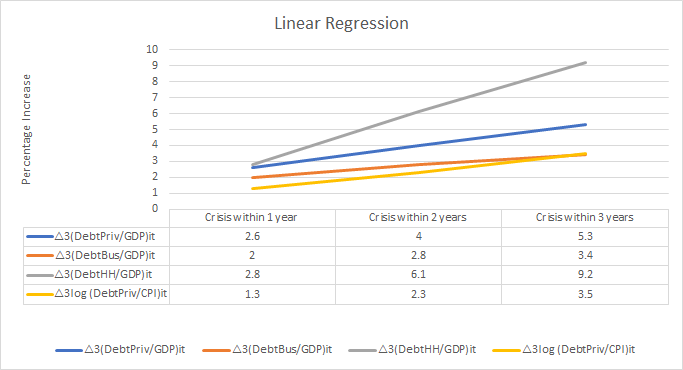 Linear Regression
Percentage Increase
10
9
8
7
6
5
4
3
2
1
0
Crisis within 1 year Crisis within 2 years Crisis within 3 years
△3(DebtPriv/GDP)it 2.6 4 5.3
△3(DebtBus/GDP)it 2 2.8 3.4
△3(DebtHH/GDP)it 2.8 6.1 9.2
△3log (DebtPriv/CPI)it 1.3 2.3 3.5
△3(DebtPriv/GDP)it △3(DebtBus/GDP)it △3(DebtHH/GDP)it △3log (DebtPriv/CPI)it